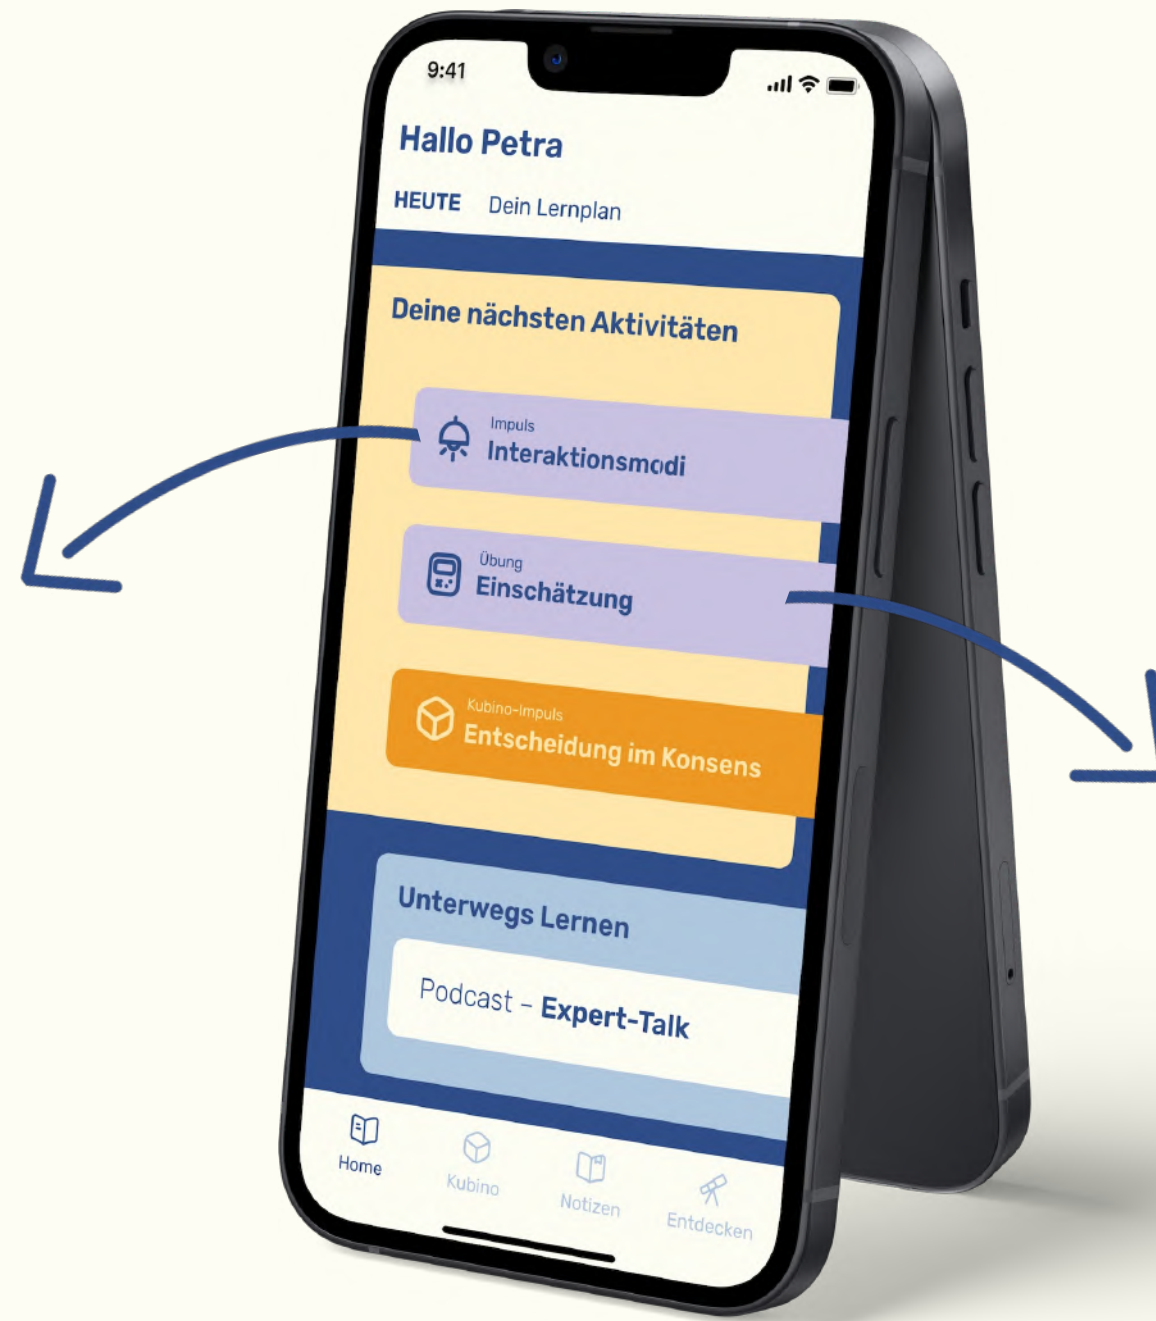 9:41
Hallo Petra
HEUTE Dein Lernplan
Deine nächsten Aktivitäten
Impuls
Interaktionsmodi
Übung
Einschätzung
Kubino-Impuls
Entscheidung im Konsens
Unterwegs Lernen
Podcast – Expert-Talk
Home
Kubino
Notizen
Entdecken